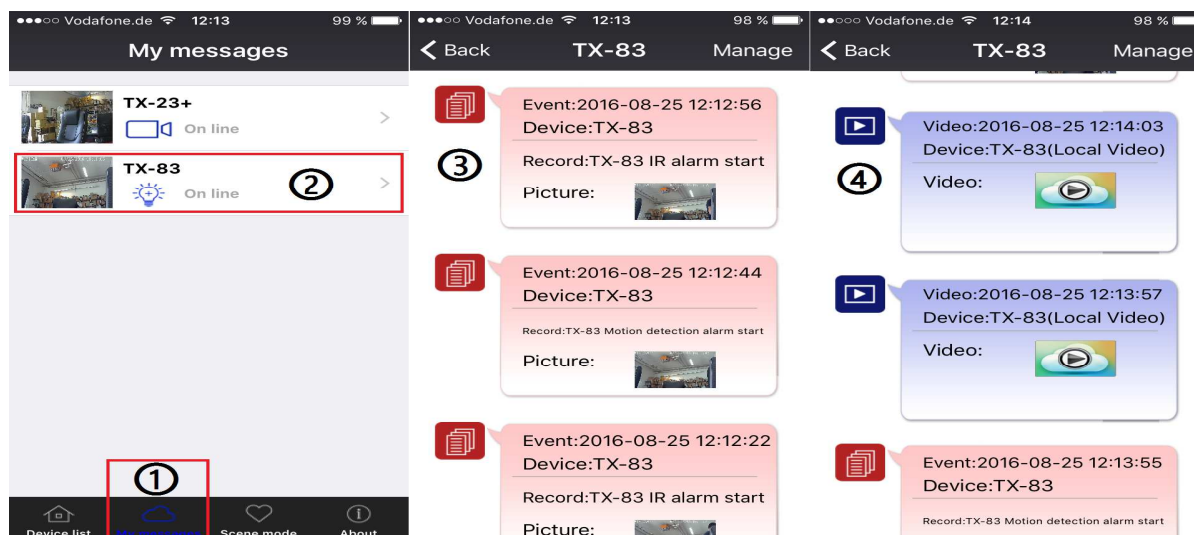 Vodafone.de 12:13 99 %
My messages
TX-23+
On line
TX-83
On line
②
①
Device list My messages Scene mode About
Vodafone.de 12:13 98 %
Back TX-83 Manage
Event:2016-08-25 12:12:56
Device:TX-83
③
Record:TX-83 IR alarm start
Picture:
Event:2016-08-25 12:12:44
Device:TX-83
Record:TX-83 Motion detection alarm start
Picture:
Event:2016-08-25 12:12:22
Device:TX-83
Record:TX-83 IR alarm start
Picture:
Vodafone.de 12:14 98 %
Back TX-83 Manage
Video:2016-08-25 12:14:03
Device:TX-83(Local Video)
④
Video:
Video:2016-08-25 12:13:57
Device:TX-83(Local Video)
Video:
Event:2016-08-25 12:13:55
Device:TX-83
Record:TX-83 Motion detection alarm start